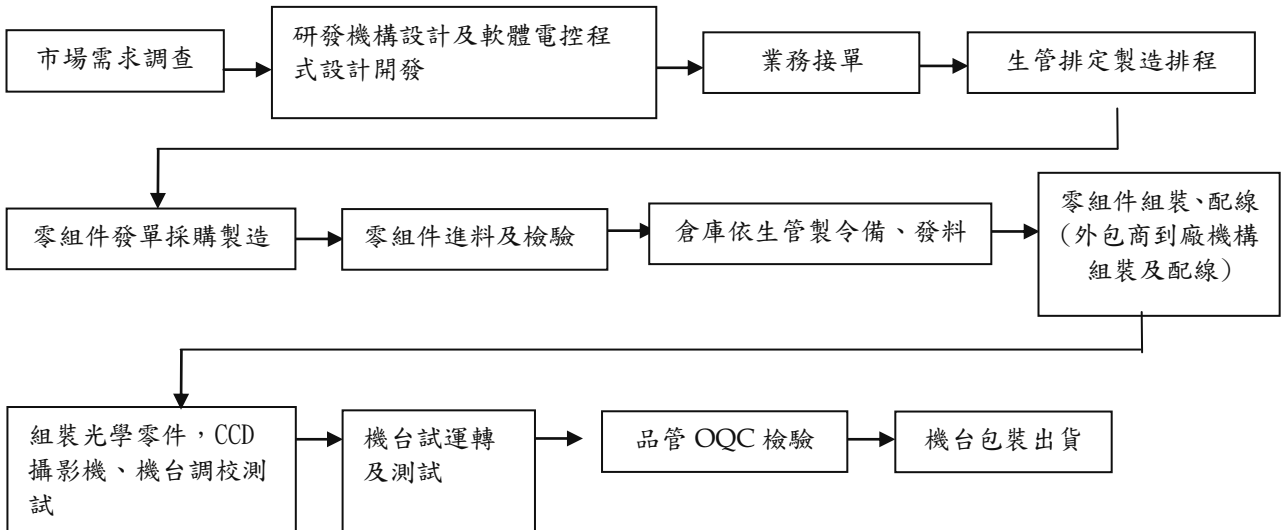 市場需求調查
研發機構設計及軟體電控程
式設計開發
業務接單
生管排定製造排程
零組件發單採購製造
零組件進料及檢驗
倉庫依生管製令備、發料
零組件組裝、配線
（外包商到廠機構
組裝及配線）
組裝光學零件，CCD
攝影機、機台調校測
試
機台試運轉
及測試
品管 OQC 檢驗
機台包裝出貨